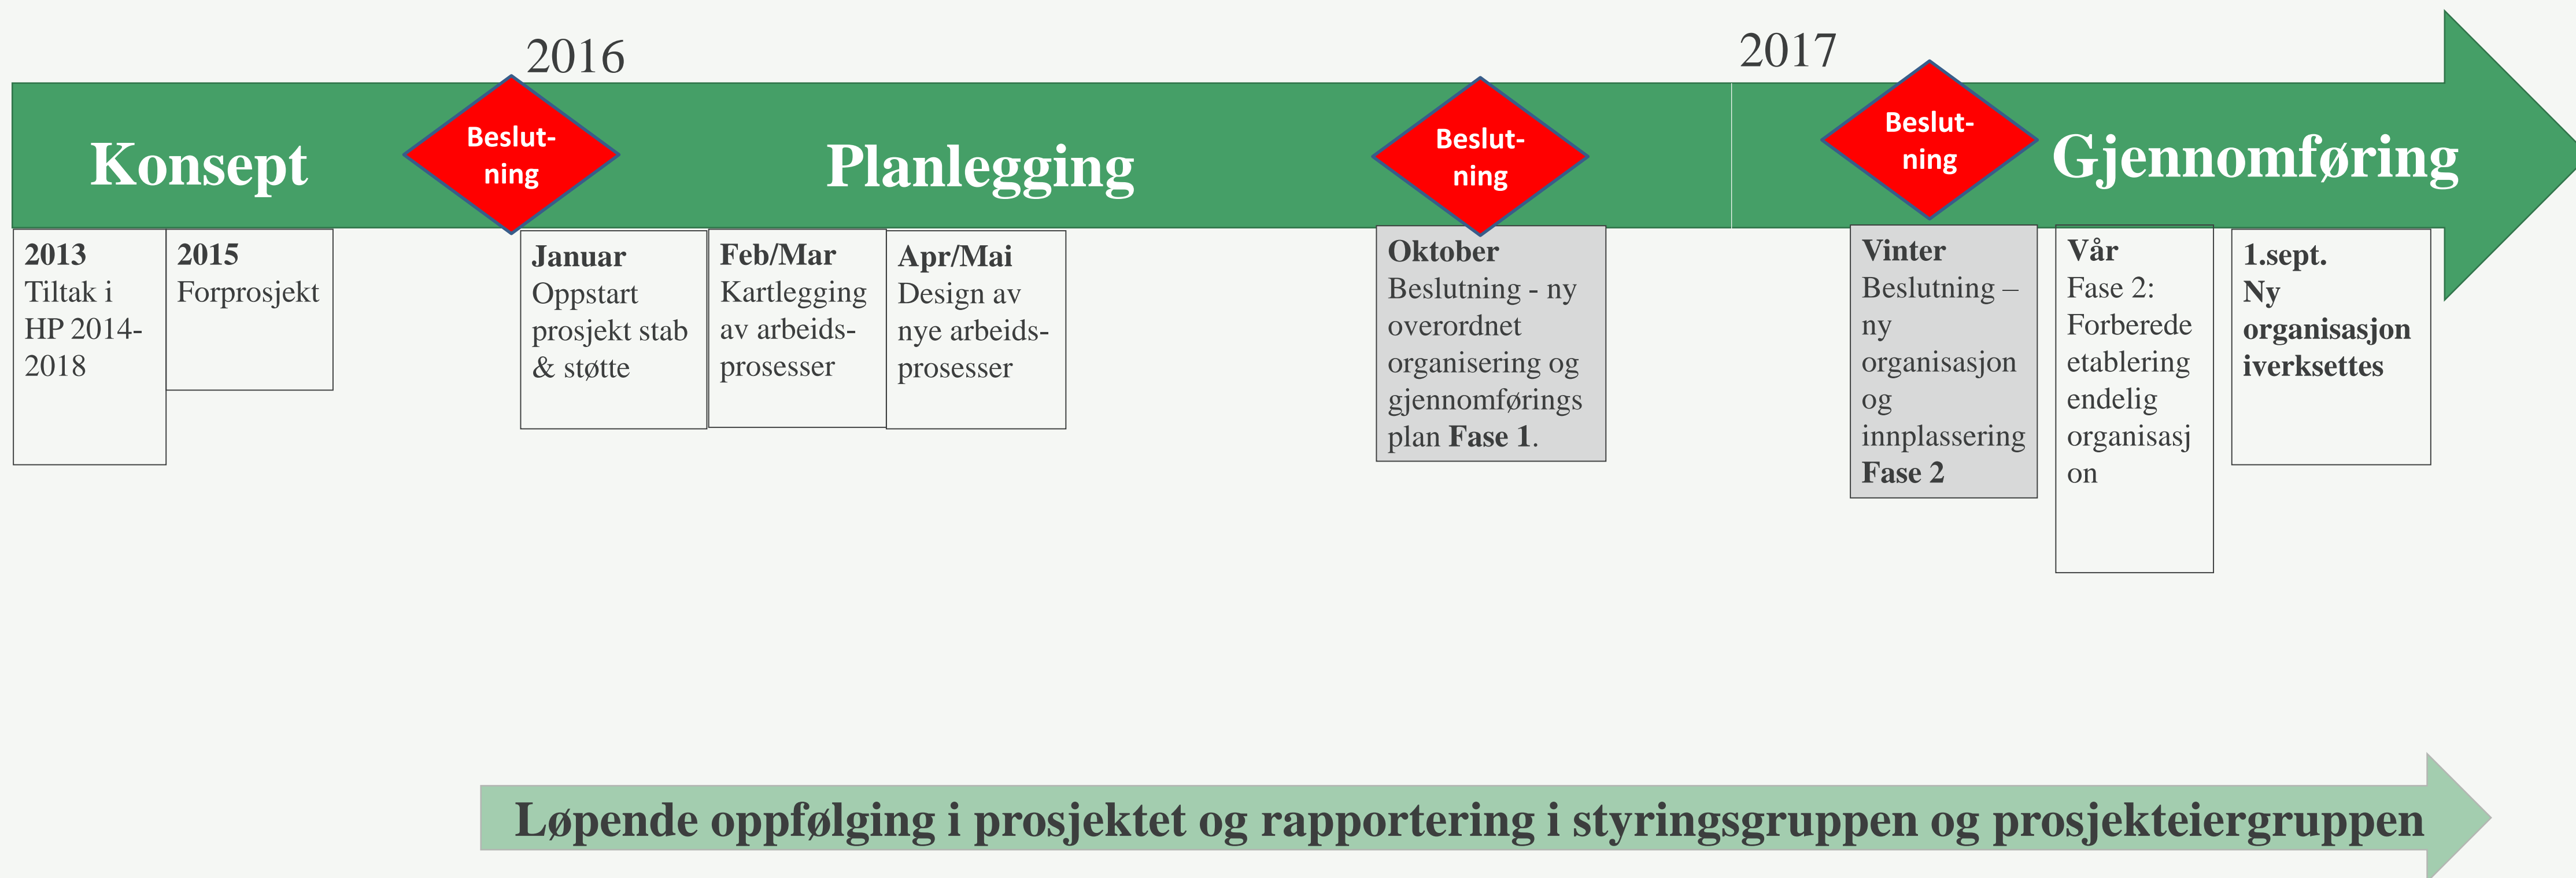 2016
2017
Konsept
Beslut-
ning
Planlegging
Beslut-
ning
Beslut-
ning
Gjennomføring
2013
Tiltak i
HP 2014-
2018
2015
Forprosjekt
Januar
Oppstart
prosjekt stab
& støtte
Feb/Mar
Kartlegging
av arbeids-
prosesser
Apr/Mai
Design av
nye arbeids-
prosesser
Oktober
Beslutning - ny
overordnet
organisering og
gjennomførings
plan Fase 1.
Vinter
Beslutning –
ny
organisasjon
og
innplassering
Fase 2
Vår
Fase 2:
Forberede
etablering
endelig
organisasj
on
1.sept.
Ny
organisasjon
iverksettes
Løpende oppfølging i prosjektet og rapportering i styringsgruppen og prosjekteiergruppen